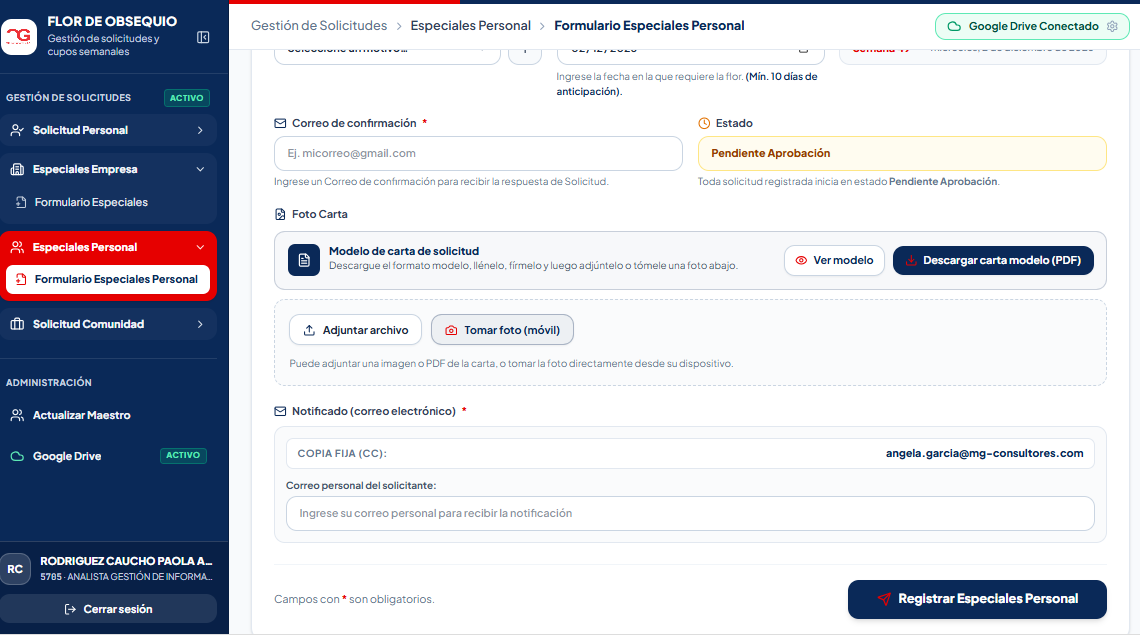 FLOR DE OBSEQUIO
Gestión de solicitudes y
cupos semanales
GESTIÓN DE SOLICITUDES
ACTIVO
Solicitud Personal
Especiales Empresa
Formulario Especiales
Especiales Personal
Formulario Especiales Personal
Solicitud Comunidad
ADMINISTRACIÓN
Actualizar Maestro
Google Drive
ACTIVO
RC
RODRIGUEZ CAUCHO PAOLA A...
5705 · ANALISTA GESTIÓN DE INFORMA...
Cerrar sesión
Gestión de Solicitudes > Especiales Personal > Formulario Especiales Personal
Google Drive Conectado
Ingrese la fecha en la que requiere la flor. (Mín. 10 días de
anticipación).
Correo de confirmación *
Ej. micorreo@gmail.com
Ingrese un Correo de confirmación para recibir la respuesta de Solicitud.
Estado
Pendiente Aprobación
Toda solicitud registrada inicia en estado Pendiente Aprobación.
Foto Carta
Modelo de carta de solicitud
Descargue el formato modelo, llénelo, fírmelo y luego adjúntelo o tómele una foto abajo.
Ver modelo
Descargar carta modelo (PDF)
Adjuntar archivo
Tomar foto (móvil)
Puede adjuntar una imagen o PDF de la carta, o tomar la foto directamente desde su dispositivo.
Notificado (correo electrónico) *
COPIA FIJA (CC):
angela.garcia@mg-consultores.com
Correo personal del solicitante:
Ingrese su correo personal para recibir la notificación
Campos con * son obligatorios.
Registrar Especiales Personal